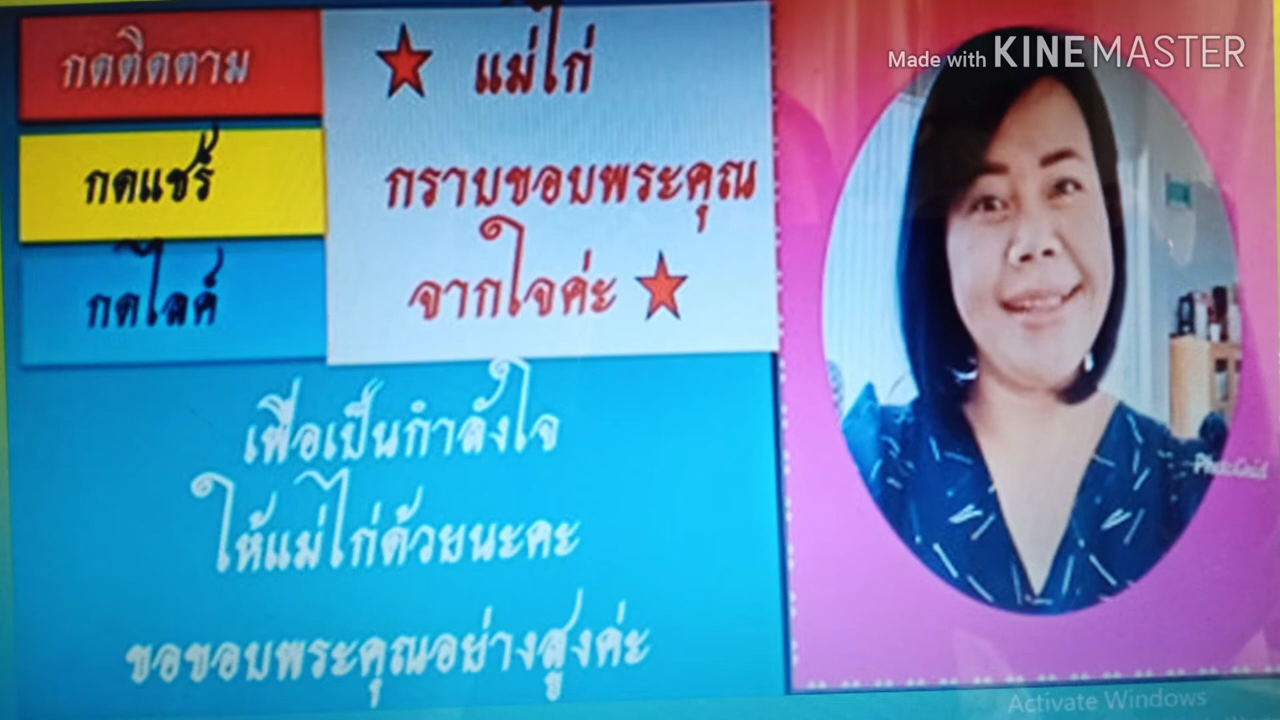 กดติดตาม
กดแชร์
กดไลค์
แม่ไก่
กราบขอบพระคุณ
จากใจค่ะ
เพื่อเป็นกำลังใจ
ให้แม่ไก่ด้วยนะคะ
ขอขอบพระคุณอย่างสูงค่ะ
Made with KINEMASTER
PhotoGrid
Activate Windows